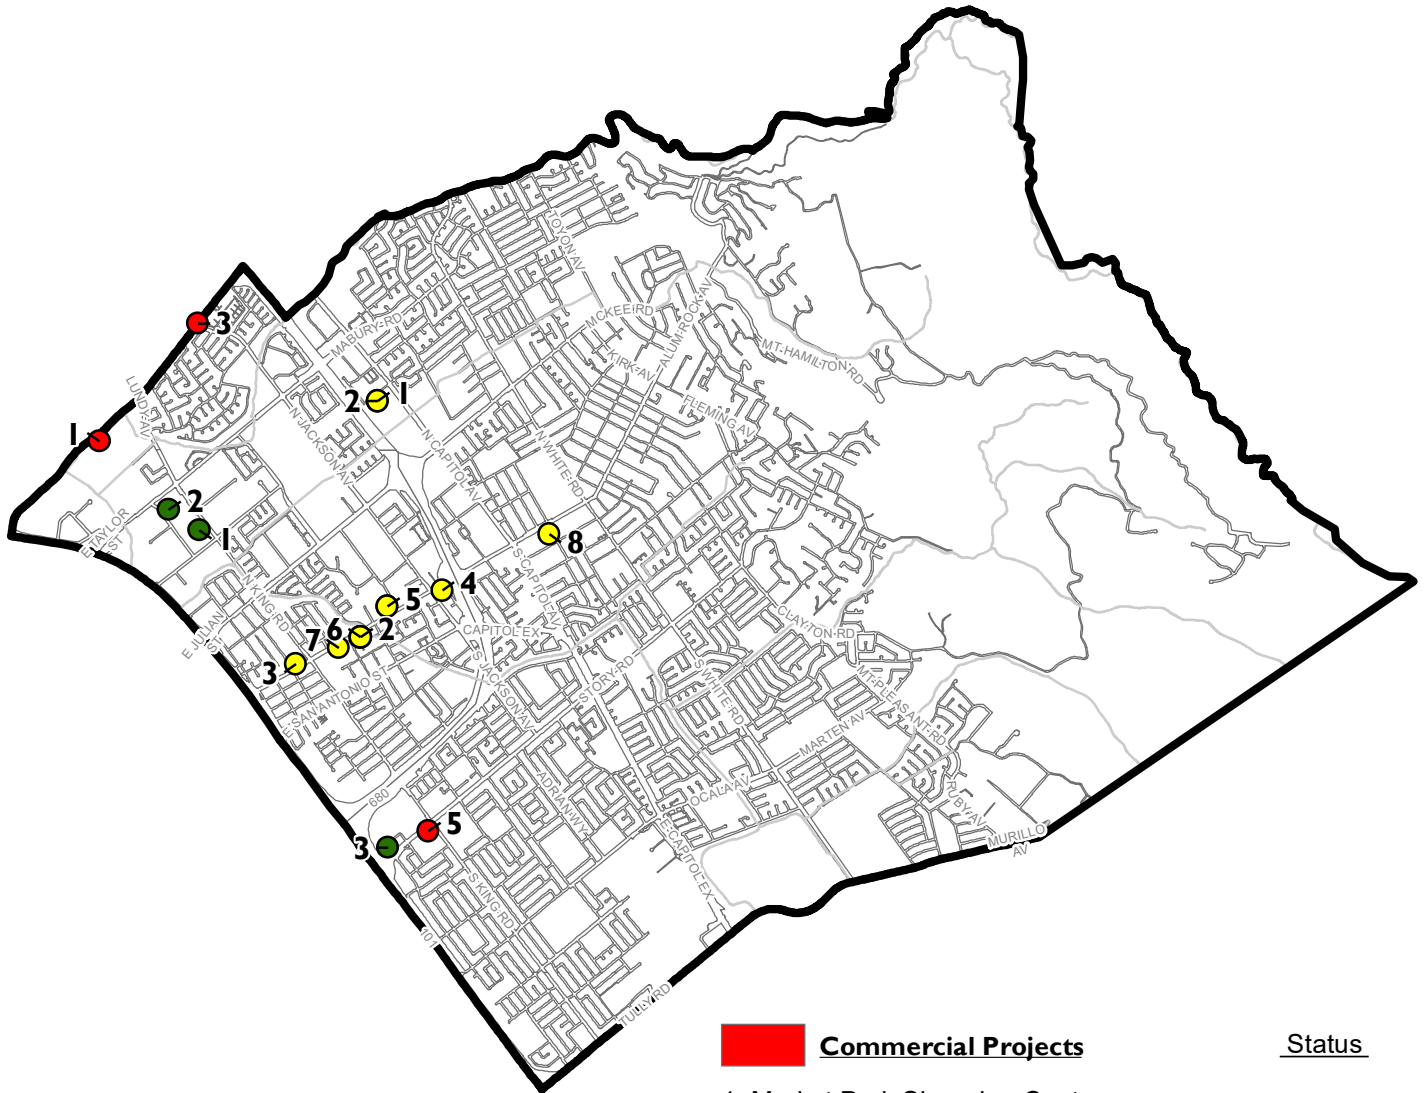 TOYON AV
MCKEE RD
MABURY RD
ALUM ROCK AV
KIRK AV
MT HAMILTON RD
3
LUNDY AV
2
1
FLEMING AV
1
N JACKSON AV
N CAPITOL AV
N WHITE RD
2
E TAYLOR
ST
1
8
S CAPITOL AV
N KING RD
5
4
E JULIAN
ST
7
6
2
CAPITOL EX
CLAYTON RD
3
E SAN ANTONIO ST
S JACKSON AV
STORY RD
S WHITE RD
MT PLEASANT RD
MARTEN AV
680
ADRIAN WY
OCALA AV
RUBY AV
5
3
E CAPITOL EX
MURILLO
AV
S KING RD
101
TULLY RD
Commercial Projects
Status